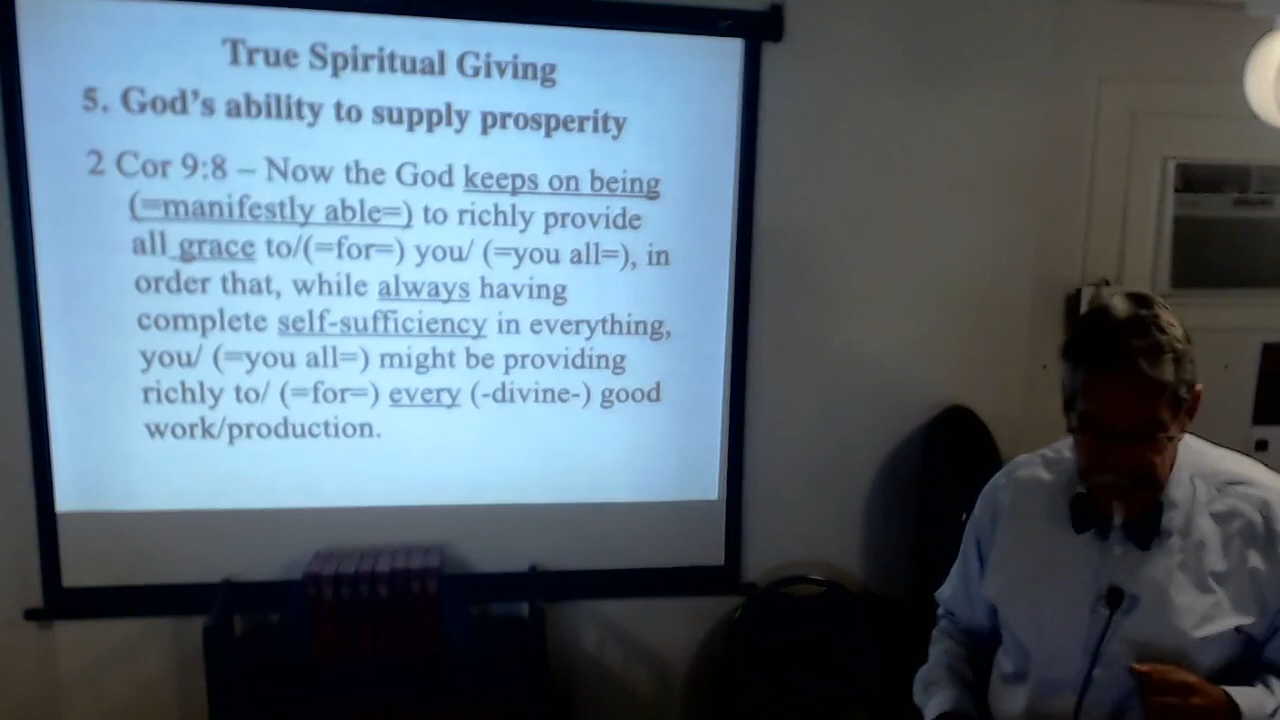 True Spiritual Giving
5. God's ability to supply prosperity
2 Cor 9:8 – Now the God keeps on being
(=manifestly able=) to richly provide
all grace to/(=for=) you/ (=you all=), in
order that, while always having
complete self-sufficiency in everything,
you/ (=you all=) might be providing
richly to/ (=for=) every (-divine-) good
work/production.